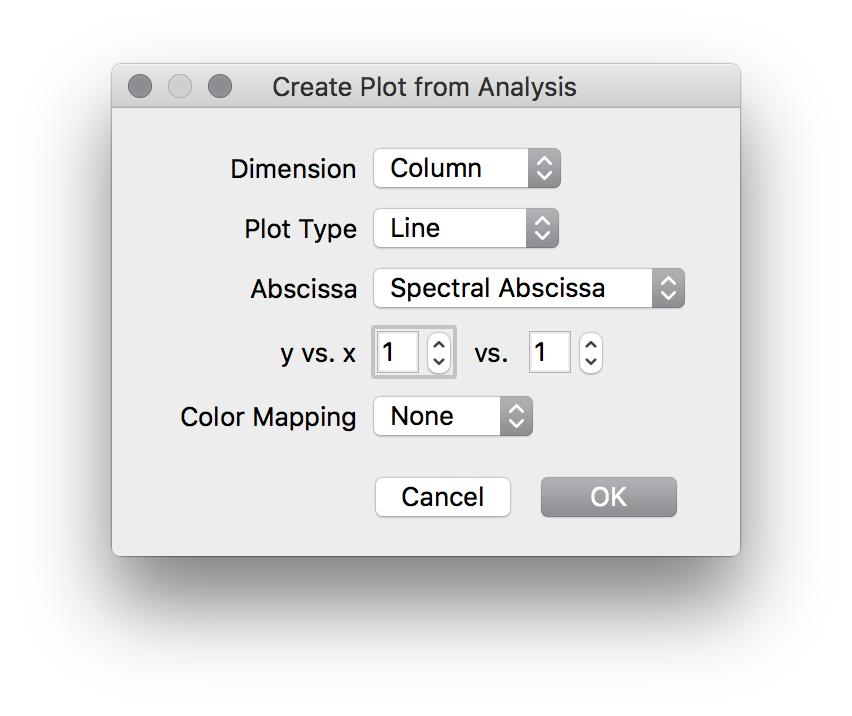 Create Plot from Analysis
Dimension Column
Plot Type Line
Abscissa Spectral Abscissa
y vs. x 1 vs. 1
Color Mapping None
Cancel OK